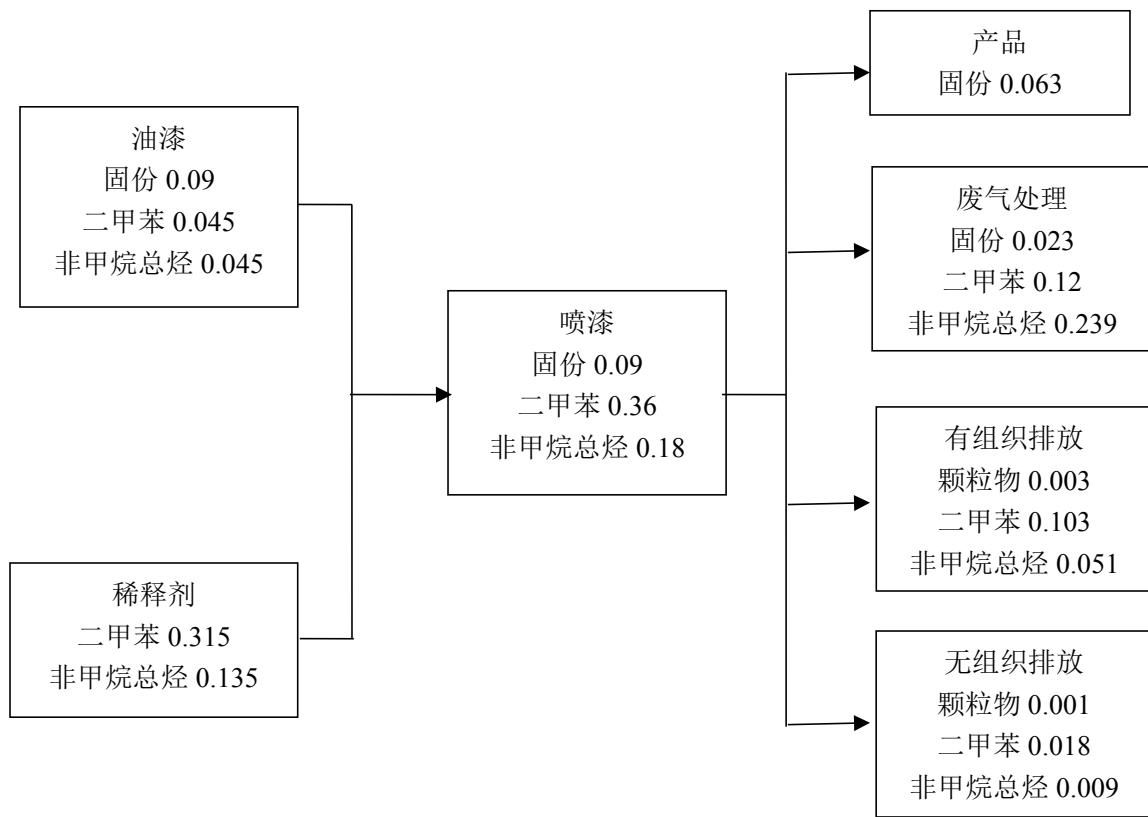 油漆
固份 0.09
二甲苯 0.045
非甲烷总烃 0.045
稀释剂
二甲苯 0.315
非甲烷总烃 0.135
喷漆
固份 0.09
二甲苯 0.36
非甲烷总烃 0.18
产品
固份 0.063
废气处理
固份 0.023
二甲苯 0.12
非甲烷总烃 0.239
有组织排放
颗粒物 0.003
二甲苯 0.103
非甲烷总烃 0.051
无组织排放
颗粒物 0.001
二甲苯 0.018
非甲烷总烃 0.009